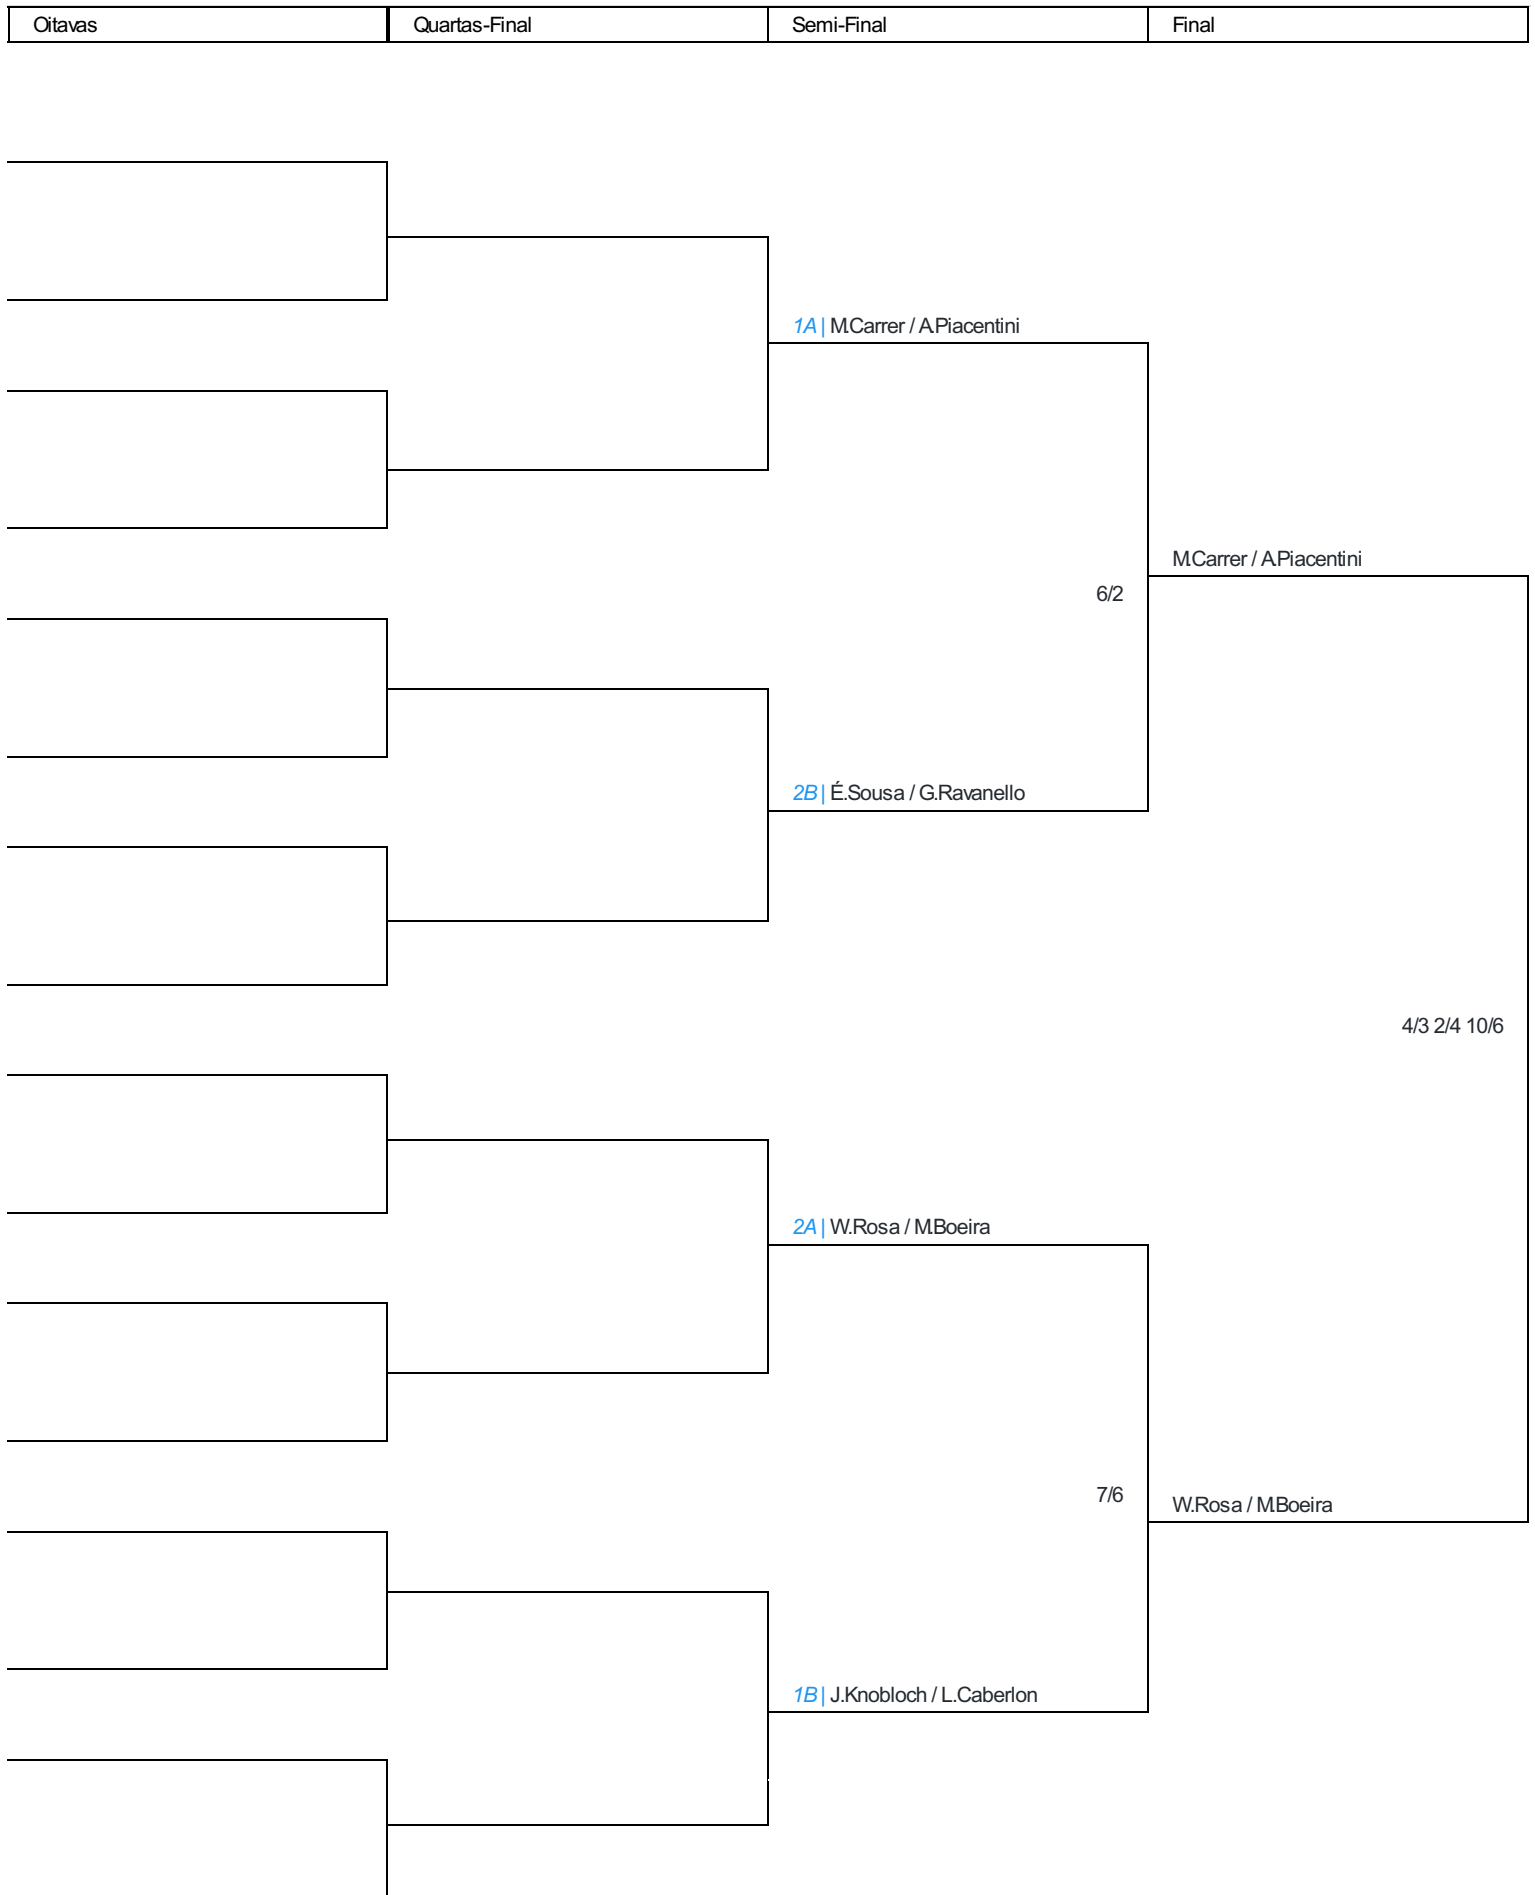 Oitavas Quartas-Final Semi-Final Final
1A | M.Carrer / A.Piacentini
M.Carrer / A.Piacentini
6/2
2B | É.Sousa / G.Ravanello
4/3 2/4 10/6
2A | W.Rosa / M.Boeira
7/6
W.Rosa / M.Boeira
1B | J.Knobloch / L.Caberlon